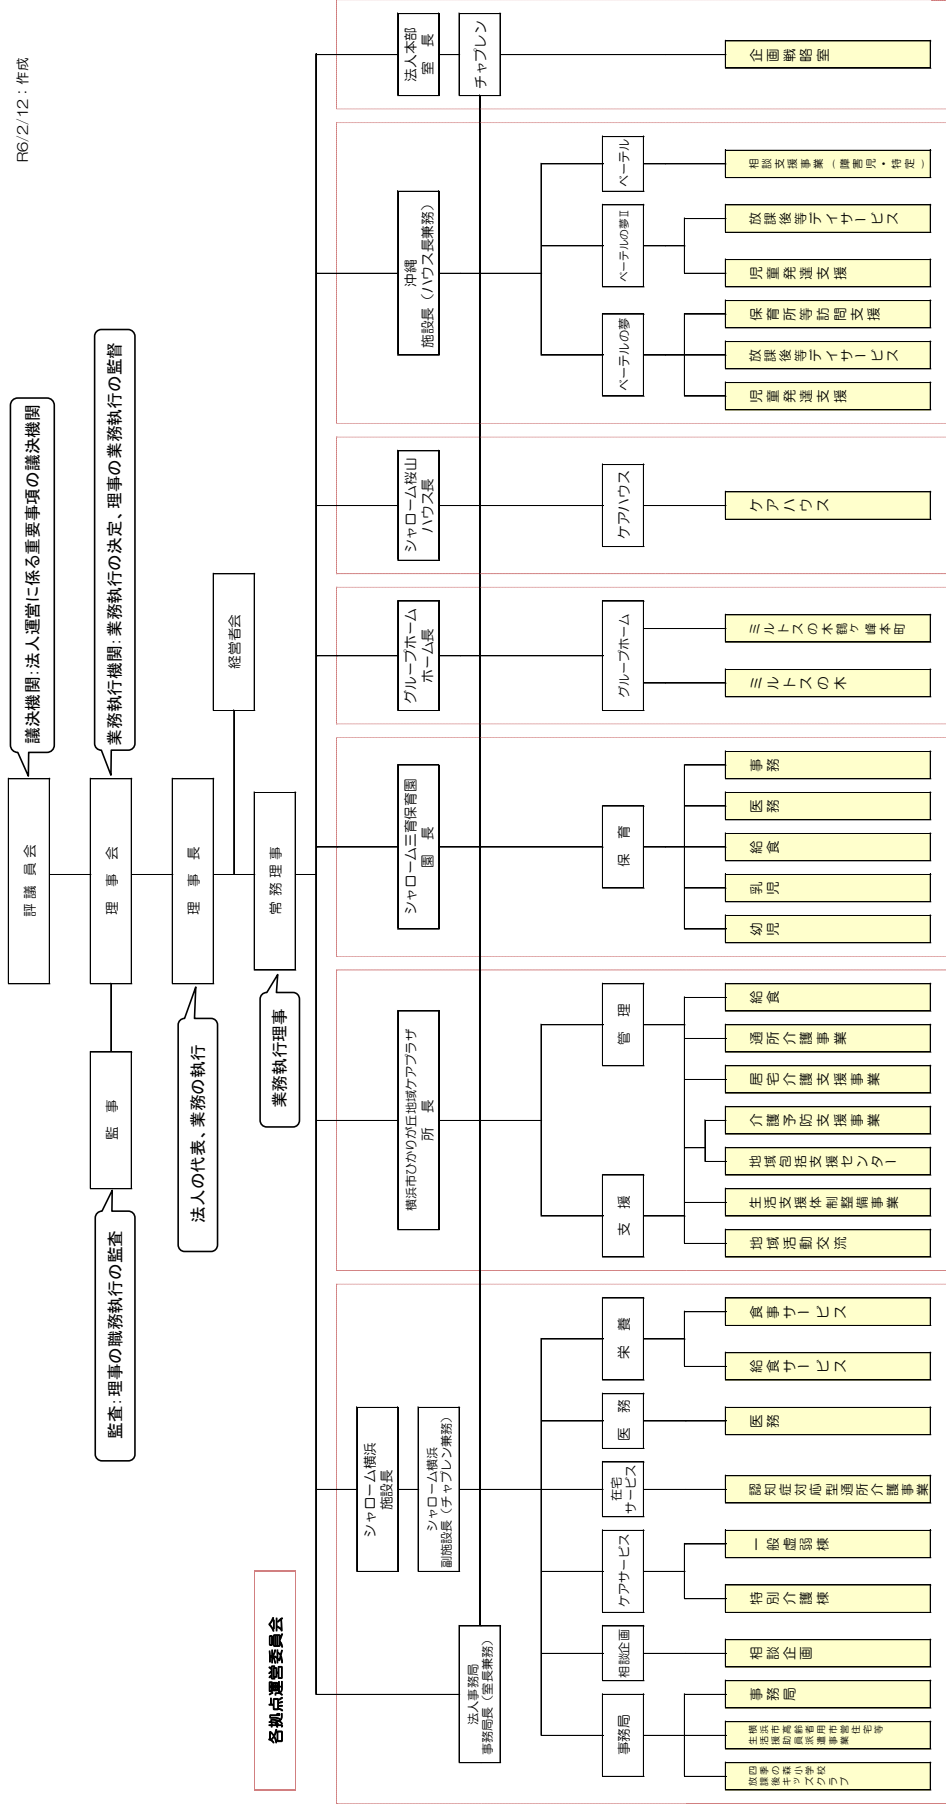 R6/2/12：作成
評 議 員 会
議決機関：法人運営に係る重要事項の議決機関
理 事 会
業務執行機関：業務執行の決定、理事の業務執行の監督
監 事
監査：理事の職務執行の監査
理 事 長
法人の代表、業務の執行
経営者会
常 務 理 事
業務執行理事
各拠点運営委員会
法人事務局
事務局長（室長兼務）
シャローム横浜
施設長
シャローム横浜
副施設長（チャプレン兼務）
横浜市ひかりが丘地域ケアプラザ
所 長
シャローム三育保育園
園 長
グループホーム
ホーム長
シャローム桜山
ハウス長
沖縄
施設長（ハウス長兼務）
法人本部
室 長
チャプレン
事務局
相談企画
ケアサービス
在宅
サービス
医 務
栄 養
支 援
管 理
保 育
グループホーム
ケアハウス
ベーテルの夢
ベーテルの夢Ⅱ
ベーテル
四季の森小学校
放課後キッズクラブ
横浜市高齢者用市営住宅等
生活援助員派遣事業
事務局
相談企画
特別介護棟
一般虚弱棟
認知症対応型通所介護事業
医務
給食サービス
食事サービス
地域活動交流
生活支援体制整備事業
地域包括支援センター
介護予防支援事業
居宅介護支援事業
通所介護事業
給食
幼児
乳児
給食
医務
事務
ミルトスの木
ミルトスの木鶴ケ峰本町
ケアハウス
児童発達支援
放課後等デイサービス
保育所等訪問支援
児童発達支援
放課後等デイサービス
相談支援事業（障害児・特定）
企画戦略室